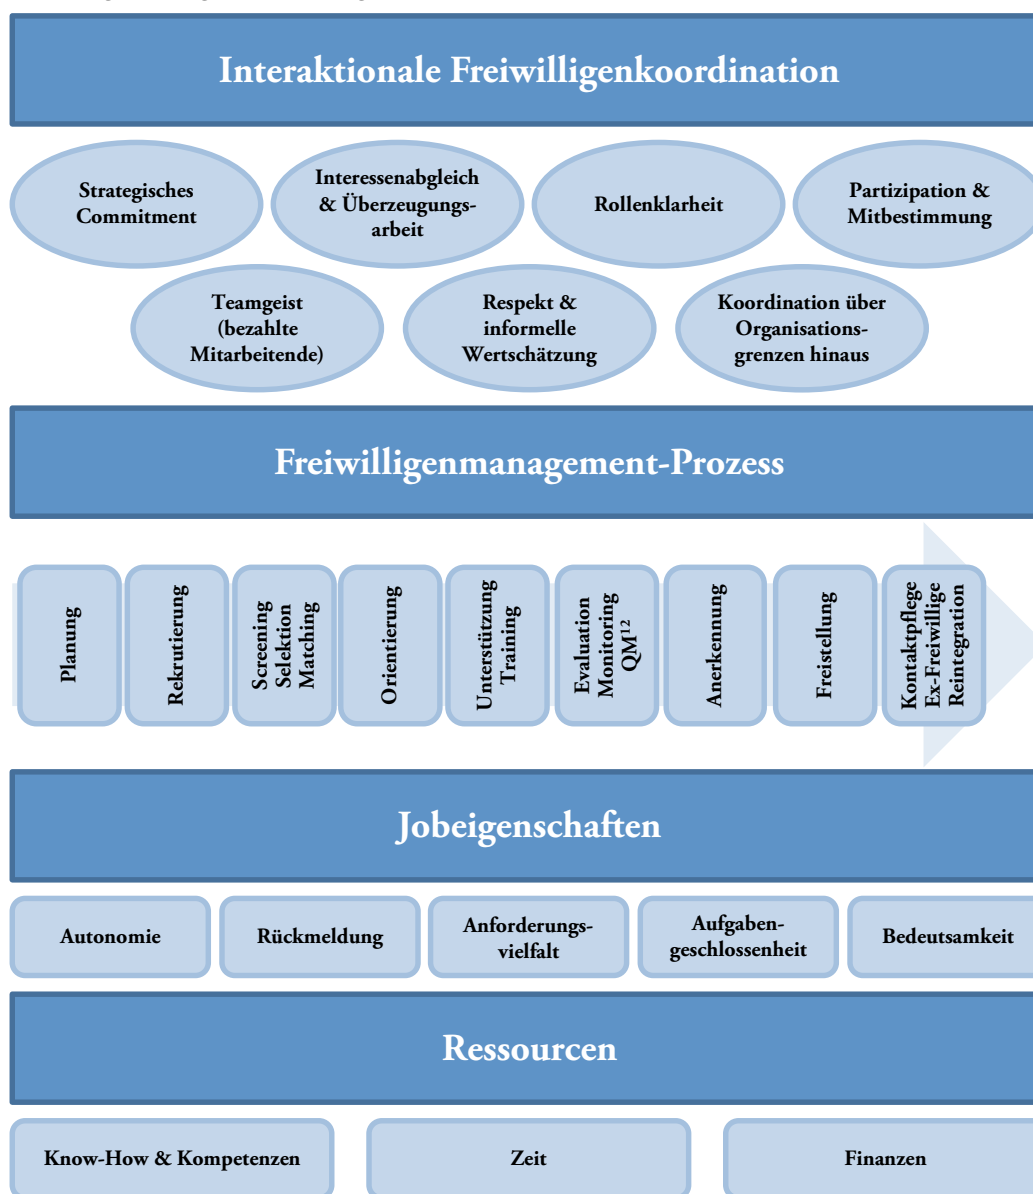 Interaktionale Freiwilligenkoordination
Strategisches
Commitment
Interessenabgleich
& Überzeugungs-
arbeit
Rollenklarheit
Partizipation &
Mitbestimmung
Teamgeist
(bezahlte
Mitarbeitende)
Respekt &
informelle
Wertschätzung
Koordination über
Organisations-
grenzen hinaus
Freiwilligenmanagement-Prozess
Planung
Rekrutierung
Screening
Selektion
Matching
Orientierung
Unterstützung
Training
Evaluation
Monitoring
QM¹²
Anerkennung
Freistellung
Kontaktpflege
Ex-Freiwillige
Reintegration
Jobeigenschaften
Autonomie
Rückmeldung
Anforderungs-
vielfalt
Aufgaben-
geschlossenheit
Bedeutsamkeit
Ressourcen
Know-How & Kompetenzen
Zeit
Finanzen